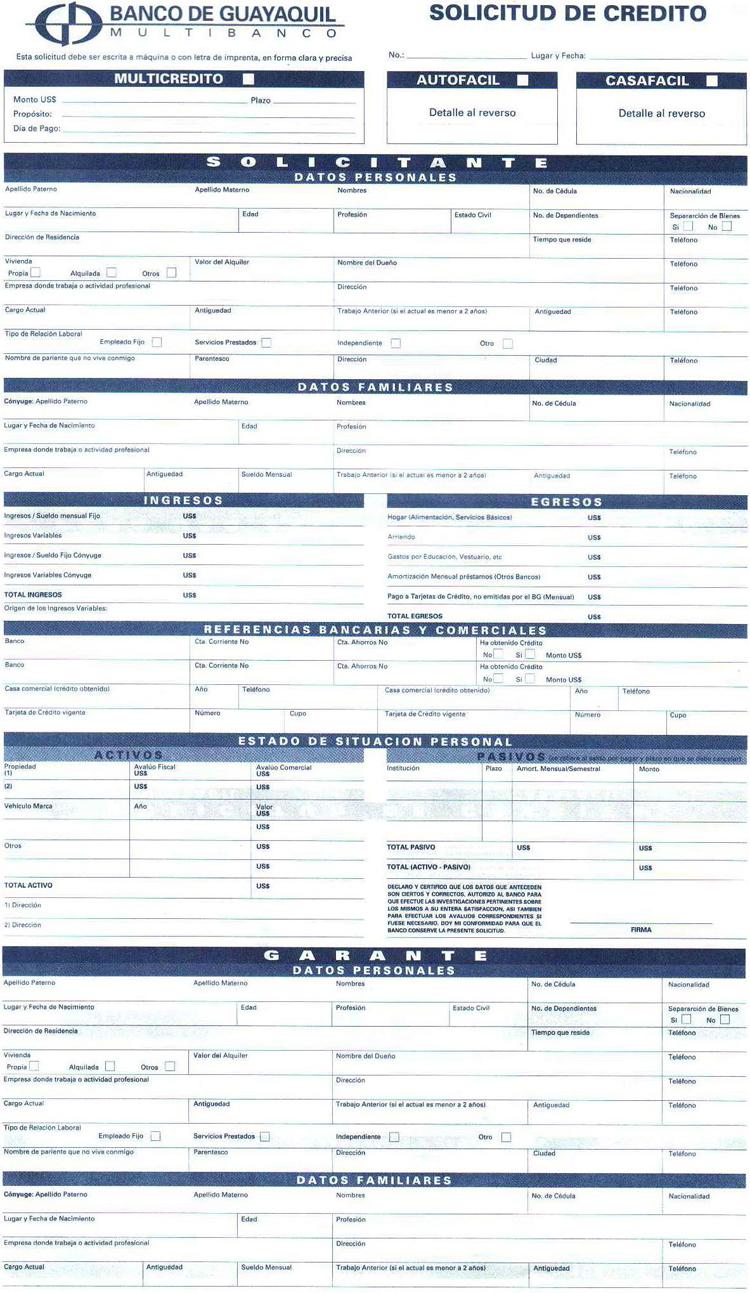 BANCO DE GUAYAQUIL
MULTIBANCO
SOLICITUD DE CREDITO
Esta solicitud debe ser escrita a máquina o con letra de imprenta, en forma clara y precisa
No.: Lugar y Fecha:
MULTICREDITO
Monto US$ Plazo
Propósito:
Día de Pago:
AUTOFACIL
Detalle al reverso
CASAFACIL
Detalle al reverso
SOLICITANTE
DATOS PERSONALES
Apellido Paterno Apellido Materno Nombres No. de Cédula Nacionalidad
Lugar y Fecha de Nacimiento Edad Profesión Estado Civil No. de Dependientes Separarción de Bienes
Si No
Dirección de Residencia Tiempo que reside Teléfono
Vivienda Valor del Alquiler Nombre del Dueño Teléfono
Propia Alquilada Otros
Empresa donde trabaja o actividad profesional Dirección Teléfono
Cargo Actual Antiguedad Trabajo Anterior (si el actual es menor a 2 años) Antiguedad Teléfono
Tipo de Relación Laboral
Empleado Fijo Servicios Prestados Independiente Otro
Nombre de pariente que no viva conmigo Parentesco Dirección Ciudad Teléfono
DATOS FAMILIARES
Cónyuge: Apellido Paterno Apellido Materno Nombres No. de Cédula Nacionalidad
Lugar y Fecha de Nacimiento Edad Profesión
Empresa donde trabaja o actividad profesional Dirección Teléfono
Cargo Actual Antiguedad Sueldo Mensual Trabajo Anterior (si el actual es menor a 2 años) Antiguedad Teléfono
INGRESOS
Ingresos / Sueldo mensual Fijo US$
Ingresos Variables US$
Ingresos / Sueldo Fijo Cónyuge US$
Ingresos Variables Cónyuge US$
TOTAL INGRESOS US$
Origen de los Ingresos Variables:
EGRESOS
Hogar (Alimentación, Servicios Básicos) US$
Arriendo US$
Gastos por Educación, Vestuario, etc US$
Amortización Mensual préstamos (Otros Bancos) US$
Pago a Tarjetas de Crédito, no emitidas por el BG (Mensual) US$
TOTAL EGRESOS US$
REFERENCIAS BANCARIAS Y COMERCIALES
Banco Cta. Corriente No Cta. Ahorros No Ha obtenido Crédito
No Si Monto US$
Banco Cta. Corriente No Cta. Ahorros No Ha obtenido Crédito
No Si Monto US$
Casa comercial (crédito obtenido) Año Teléfono Casa comercial (crédito obtenido) Año Teléfono
Tarjeta de Crédito vigente Número Cupo Tarjeta de Crédito vigente Número Cupo
ESTADO DE SITUACION PERSONAL
ACTIVOS
Propiedad Avalúo Fiscal Avalúo Comercial
(1) US$ US$
(2) US$ US$
Vehículo Marca Año Valor
US$
US$
Otros US$
US$
TOTAL ACTIVO US$
1) Dirección
2) Dirección
PASIVOS (se refiere al saldo por pagar y plazo en que se debe cancelar)
Institución Plazo Amort. Mensual/Semestral Monto
TOTAL PASIVO US$ US$
TOTAL (ACTIVO - PASIVO) US$
DECLARO Y CERTIFICO QUE LOS DATOS QUE ANTECEDEN
SON CIERTOS Y CORRECTOS, AUTORIZO AL BANCO PARA
QUE EFECTUE LAS INVESTIGACIONES PERTINENTES SOBRE
LOS MISMOS A SU ENTERA SATISFACCION, ASI TAMBIEN
PARA EFECTUAR LOS AVALUOS CORRESPONDIENTES SI
FUESE NECESARIO. DOY MI CONFORMIDAD PARA QUE EL
BANCO CONSERVE LA PRESENTE SOLICITUD.
FIRMA
GARANTE
DATOS PERSONALES
Apellido Paterno Apellido Materno Nombres No. de Cédula Nacionalidad
Lugar y Fecha de Nacimiento Edad Profesión Estado Civil No. de Dependientes Separarción de Bienes
Si No
Dirección de Residencia Tiempo que reside Teléfono
Vivienda Valor del Alquiler Nombre del Dueño Teléfono
Propia Alquilada Otros
Empresa donde trabaja o actividad profesional Dirección Teléfono
Cargo Actual Antiguedad Trabajo Anterior (si el actual es menor a 2 años) Antiguedad Teléfono
Tipo de Relación Laboral
Empleado Fijo Servicios Prestados Independiente Otro
Nombre de pariente que no viva conmigo Parentesco Dirección Ciudad Teléfono
DATOS FAMILIARES
Cónyuge: Apellido Paterno Apellido Materno Nombres No. de Cédula Nacionalidad
Lugar y Fecha de Nacimiento Edad Profesión
Empresa donde trabaja o actividad profesional Dirección Teléfono
Cargo Actual Antiguedad Sueldo Mensual Trabajo Anterior (si el actual es menor a 2 años) Antiguedad Teléfono